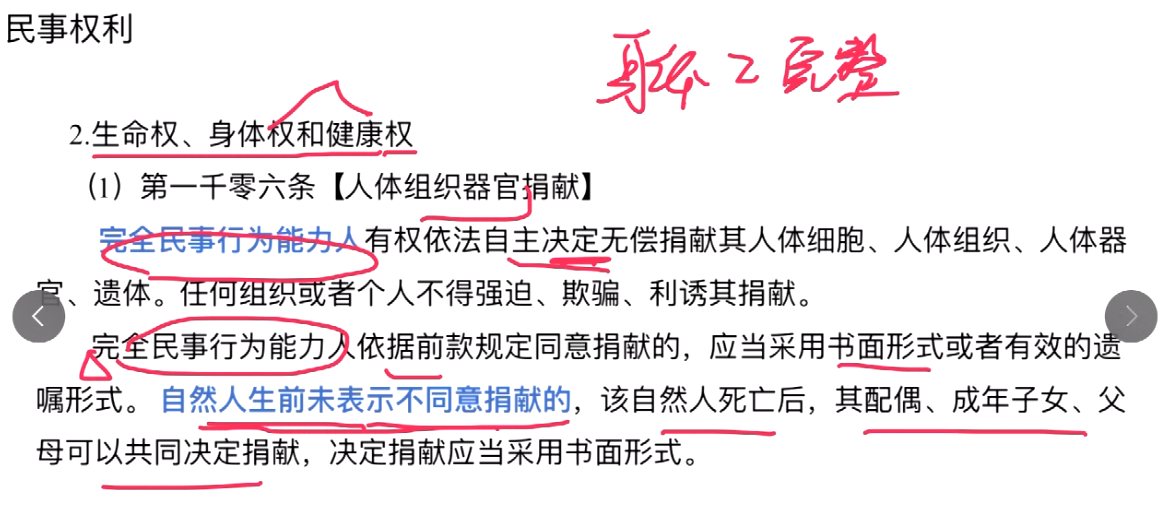 民事权利
身体之完整
2.生命权、身体权和健康权
（1）第一千零六条【人体组织器官捐献】
完全民事行为能力人有权依法自主决定无偿捐献其人体细胞、人体组织、人体器
官、遗体。任何组织或者个人不得强迫、欺骗、利诱其捐献。
完全民事行为能力人依据前款规定同意捐献的，应当采用书面形式或者有效的遗
嘱形式。自然人生前未表示不同意捐献的，该自然人死亡后，其配偶、成年子女、父
母可以共同决定捐献，决定捐献应当采用书面形式。